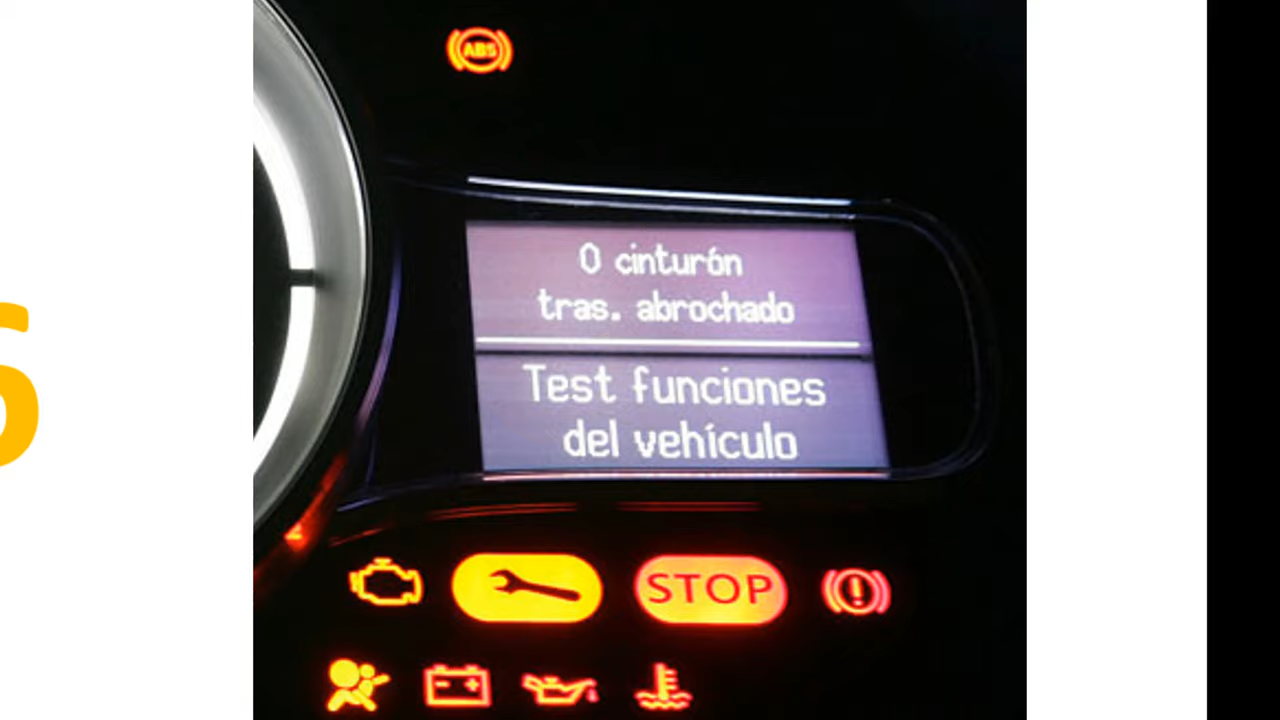 ABS
0 cinturón
tras. abrochado
Test funciones
del vehículo
STOP